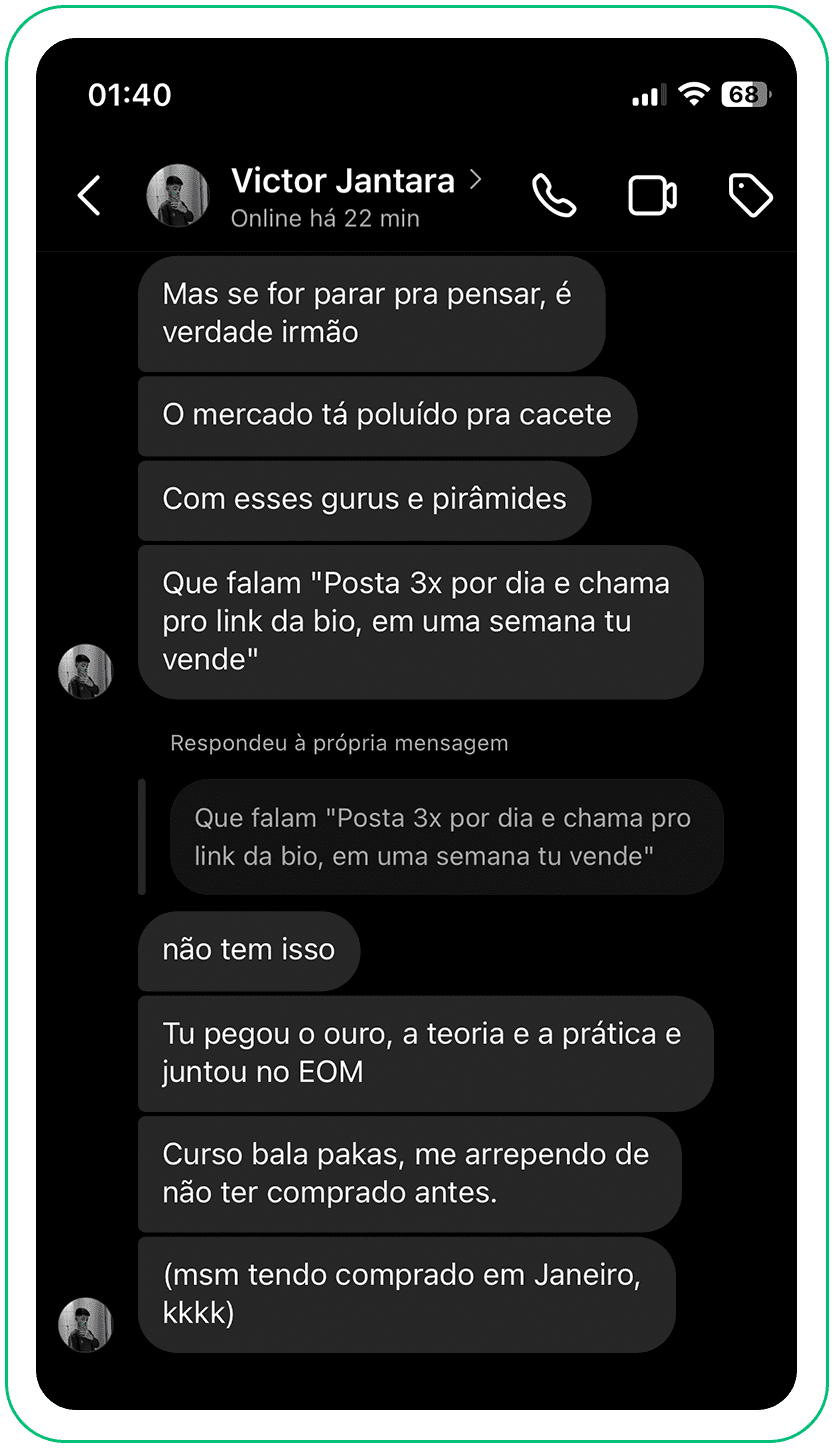 01:40
68
Victor Jantara
Online há 22 min
Mas se for parar pra pensar, é
verdade irmão
O mercado tá poluído pra cacete
Com esses gurus e pirâmides
Que falam "Posta 3x por dia e chama
pro link da bio, em uma semana tu
vende"
Respondeu à própria mensagem
Que falam "Posta 3x por dia e chama pro
link da bio, em uma semana tu vende"
não tem isso
Tu pegou o ouro, a teoria e a prática e
juntou no EOM
Curso bala pakas, me arrependo de
não ter comprado antes.
(msm tendo comprado em Janeiro,
kkkk)